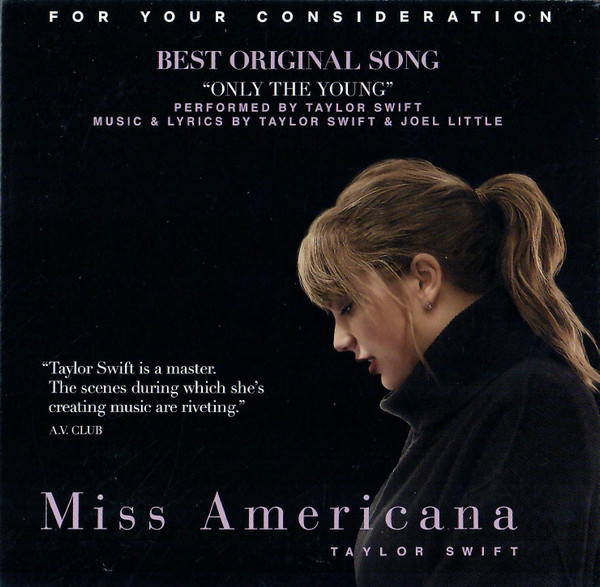 FOR YOUR CONSIDERATION
BEST ORIGINAL SONG
“ONLY THE YOUNG”
PERFORMED BY TAYLOR SWIFT
MUSIC & LYRICS BY TAYLOR SWIFT & JOEL LITTLE
“Taylor Swift is a master.
The scenes during which she’s
creating music are riveting.”
A.V. CLUB
Miss Americana
TAYLOR SWIFT